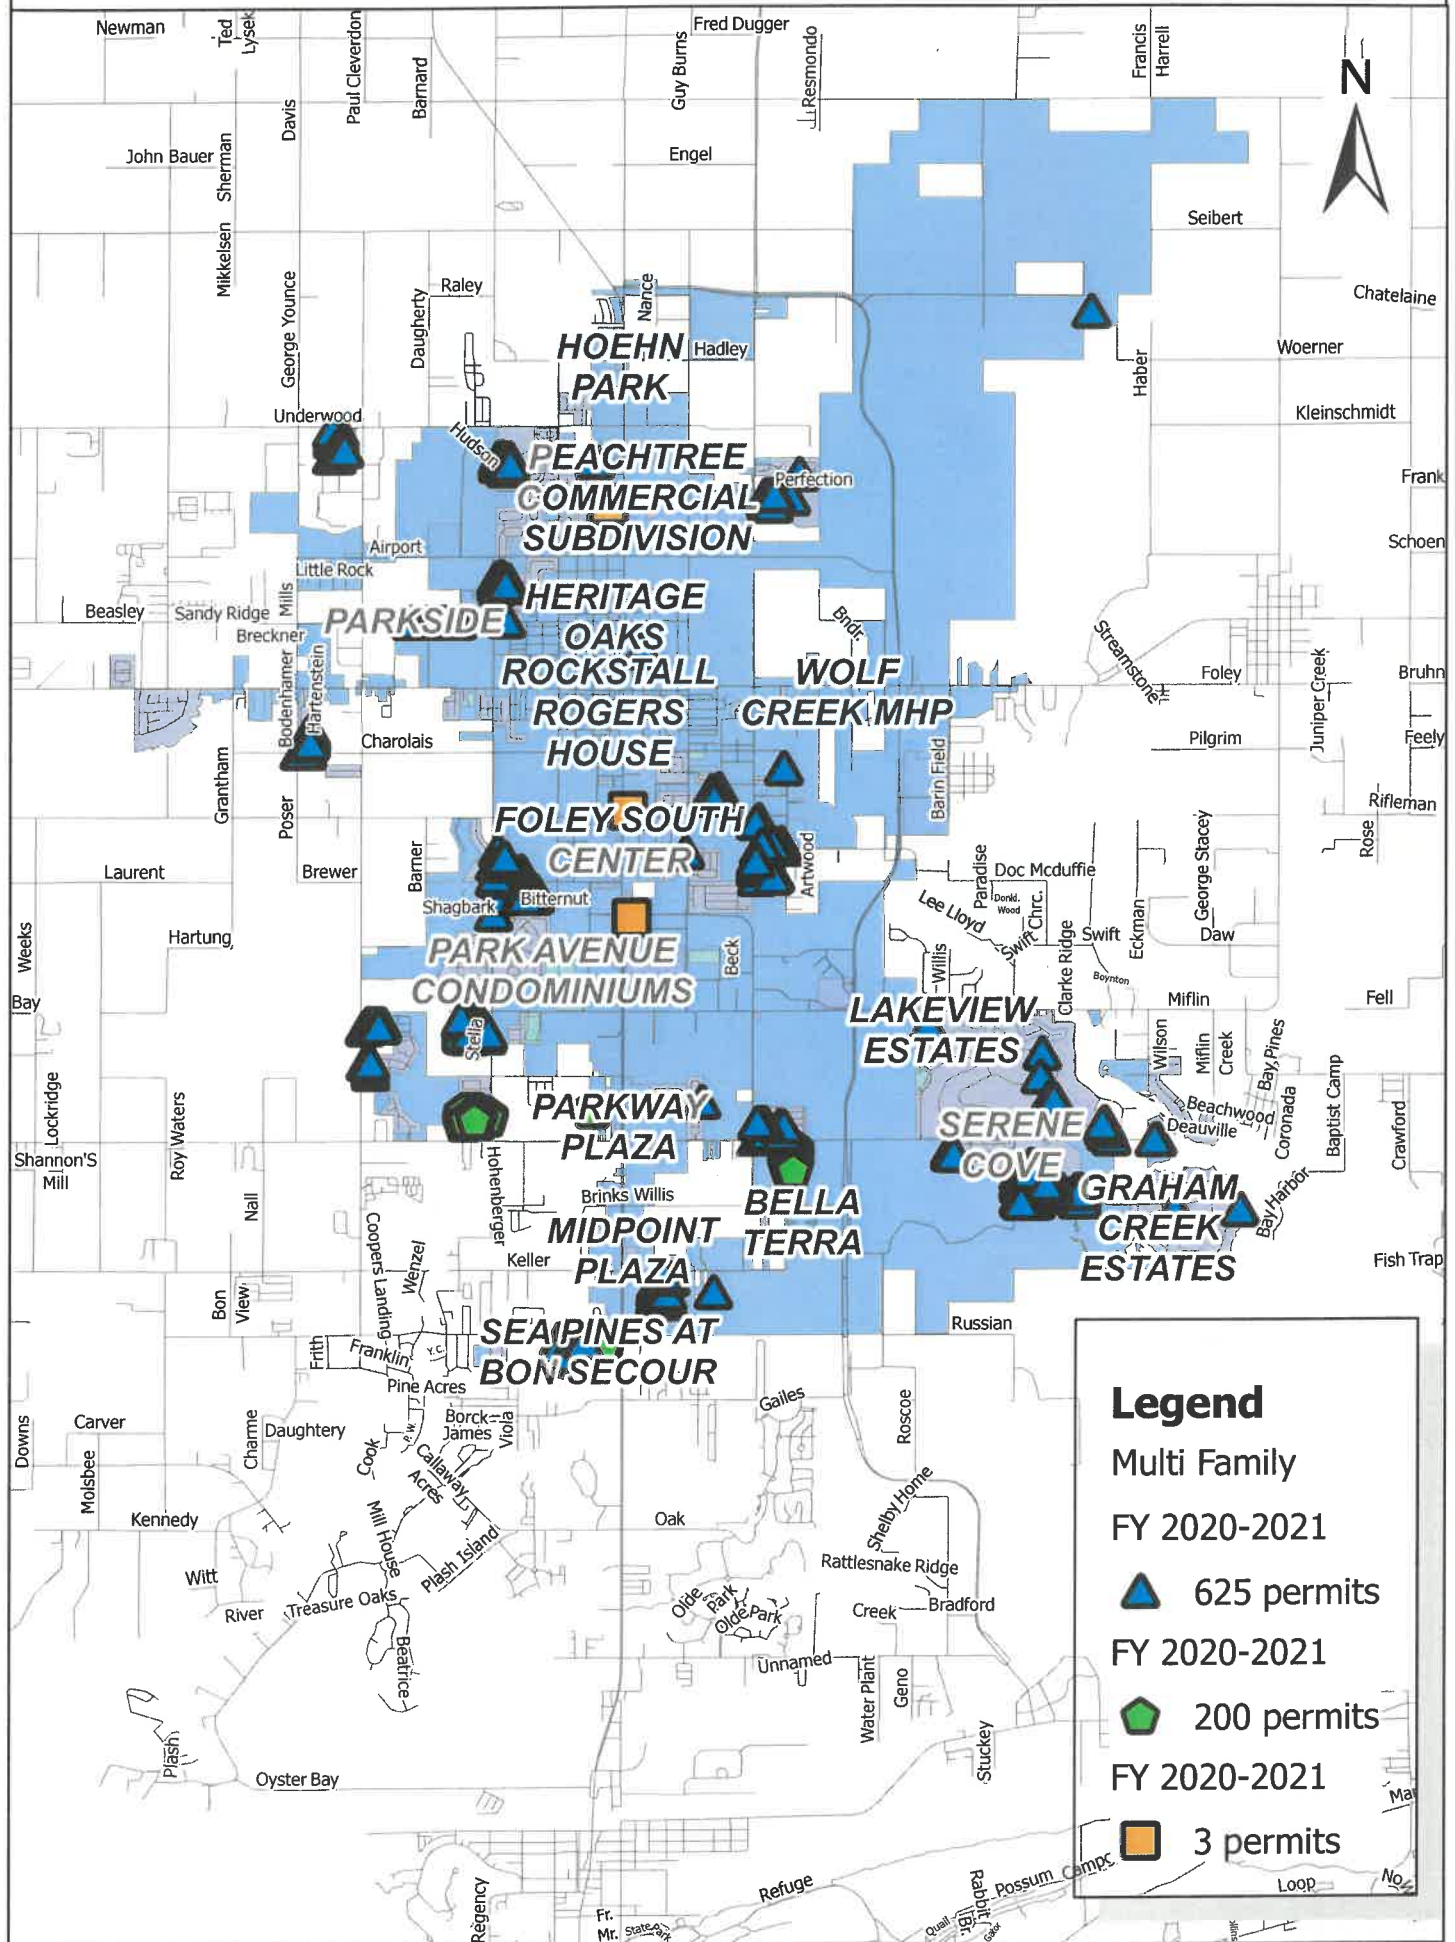 Newman
Ted
Lysek
Paul Cleverdon
Barnard
Fred Dugger
Guy Burns
Resmondo
Francis
Harrell
N
Davis
John Bauer
Sherman
Engel
Mikkelsen
Seibert
George Younce
Raley
Daugherty
Nance
Chatelaine
HOEHN
PARK
Hadley
Haber
Woerner
Kleinschmidt
Underwood
Hudson
PEACHTREE
COMMERCIAL
SUBDIVISION
Perfection
Frank
Schoen
Airport
Little Rock
Beasley
Sandy Ridge
Mills
Breckner
PARKSIDE
HERITAGE
OAKS
Bndr.
Streamstone
Foley
Juniper Creek
Bruhn
Bodenhamer
Hartenstein
ROCKSTALL
ROGERS
HOUSE
WOLF
CREEK MHP
Charolais
Grantham
Poser
Barin Field
Pilgrim
Feely
Rifleman
Rose
FOLEY SOUTH
CENTER
Laurent
Brewer
Barner
Artwood
Paradise
Doc Mcduffie
George Stacey
Donld.
Wood
Chrc.
Lee Lloyd
Swift
Shagbark
Bitternut
Weeks
Hartung
Clarke Ridge
Swift
Eckman
Daw
PARK AVENUE
CONDOMINIUMS
Beck
Willis
Boynton
Bay
Miflin
Fell
LAKEVIEW
ESTATES
Stella
Wilson
Miflin
Creek
Bay Pines
Lockridge
Roy Waters
Beachwood
Deauville
Coronada
Baptist Camp
Crawford
PARKWAY
PLAZA
SERENE
COVE
Shannon'S
Mill
Hohenberger
Nall
Brinks Willis
BELLA
TERRA
GRAHAM
CREEK
ESTATES
Bay Harbor
MIDPOINT
PLAZA
Coopers Landing
Wenzel
Keller
Fish Trap
Bon
View
SEA PINES AT
BON SECOUR
Russian
Frith
Franklin
Y.C.
Pine Acres
Gailes
Roscoe
Downs
Carver
Molsbee
Charme
Daughtery
Cook
P.W.
Borck
James
Viola
Callaway
Acres
Kennedy
Mill House
Plash Island
Oak
Shelby Home
Rattlesnake Ridge
Witt
River
Treasure Oaks
Beatrice
Olde
Park
Olde Park
Creek
Bradford
Unnamed
Water Plant
Geno
Stuckey
Plash
Oyster Bay
Regency
Refuge
Fr.
Mr.
State Park
Quail
Rabbit
Br.
Gator
Possum
Loop
Legend
Multi Family
FY 2020-2021
625 permits
FY 2020-2021
200 permits
FY 2020-2021
3 permits